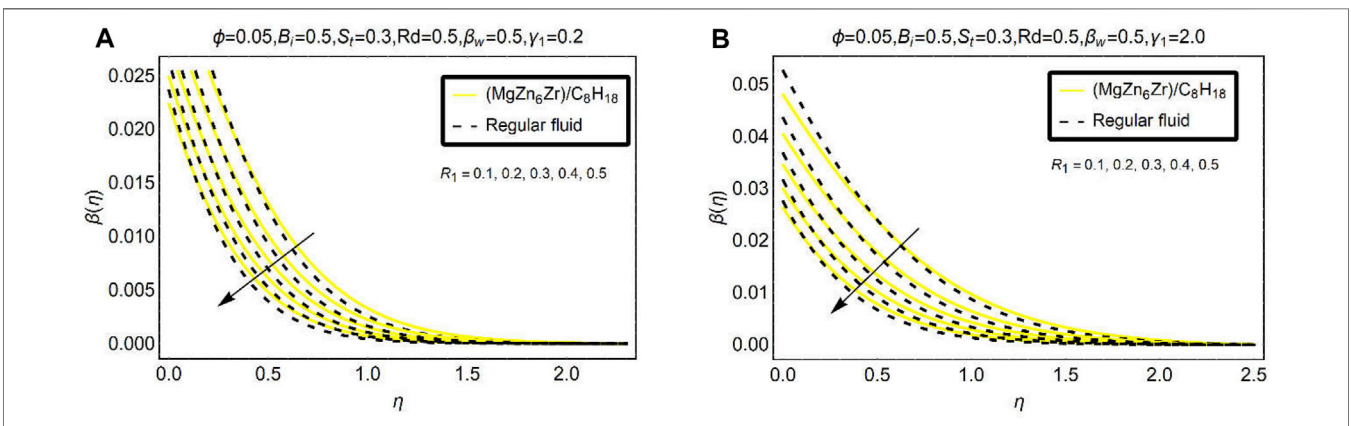 A
ϕ=0.05,Bᵢ=0.5,Sₜ=0.3,Rd=0.5,β_w=0.5,γ₁=0.2
0.025
0.020
0.015
0.010
0.005
0.000
β(η)
(MgZn₆Zr)/C₈H₁₈
Regular fluid
R₁ = 0.1, 0.2, 0.3, 0.4, 0.5
0.0 0.5 1.0 1.5 2.0
η
B
ϕ=0.05,Bᵢ=0.5,Sₜ=0.3,Rd=0.5,β_w=0.5,γ₁=2.0
0.05
0.04
0.03
0.02
0.01
0.00
β(η)
(MgZn₆Zr)/C₈H₁₈
Regular fluid
R₁ = 0.1, 0.2, 0.3, 0.4, 0.5
0.0 0.5 1.0 1.5 2.0 2.5
η